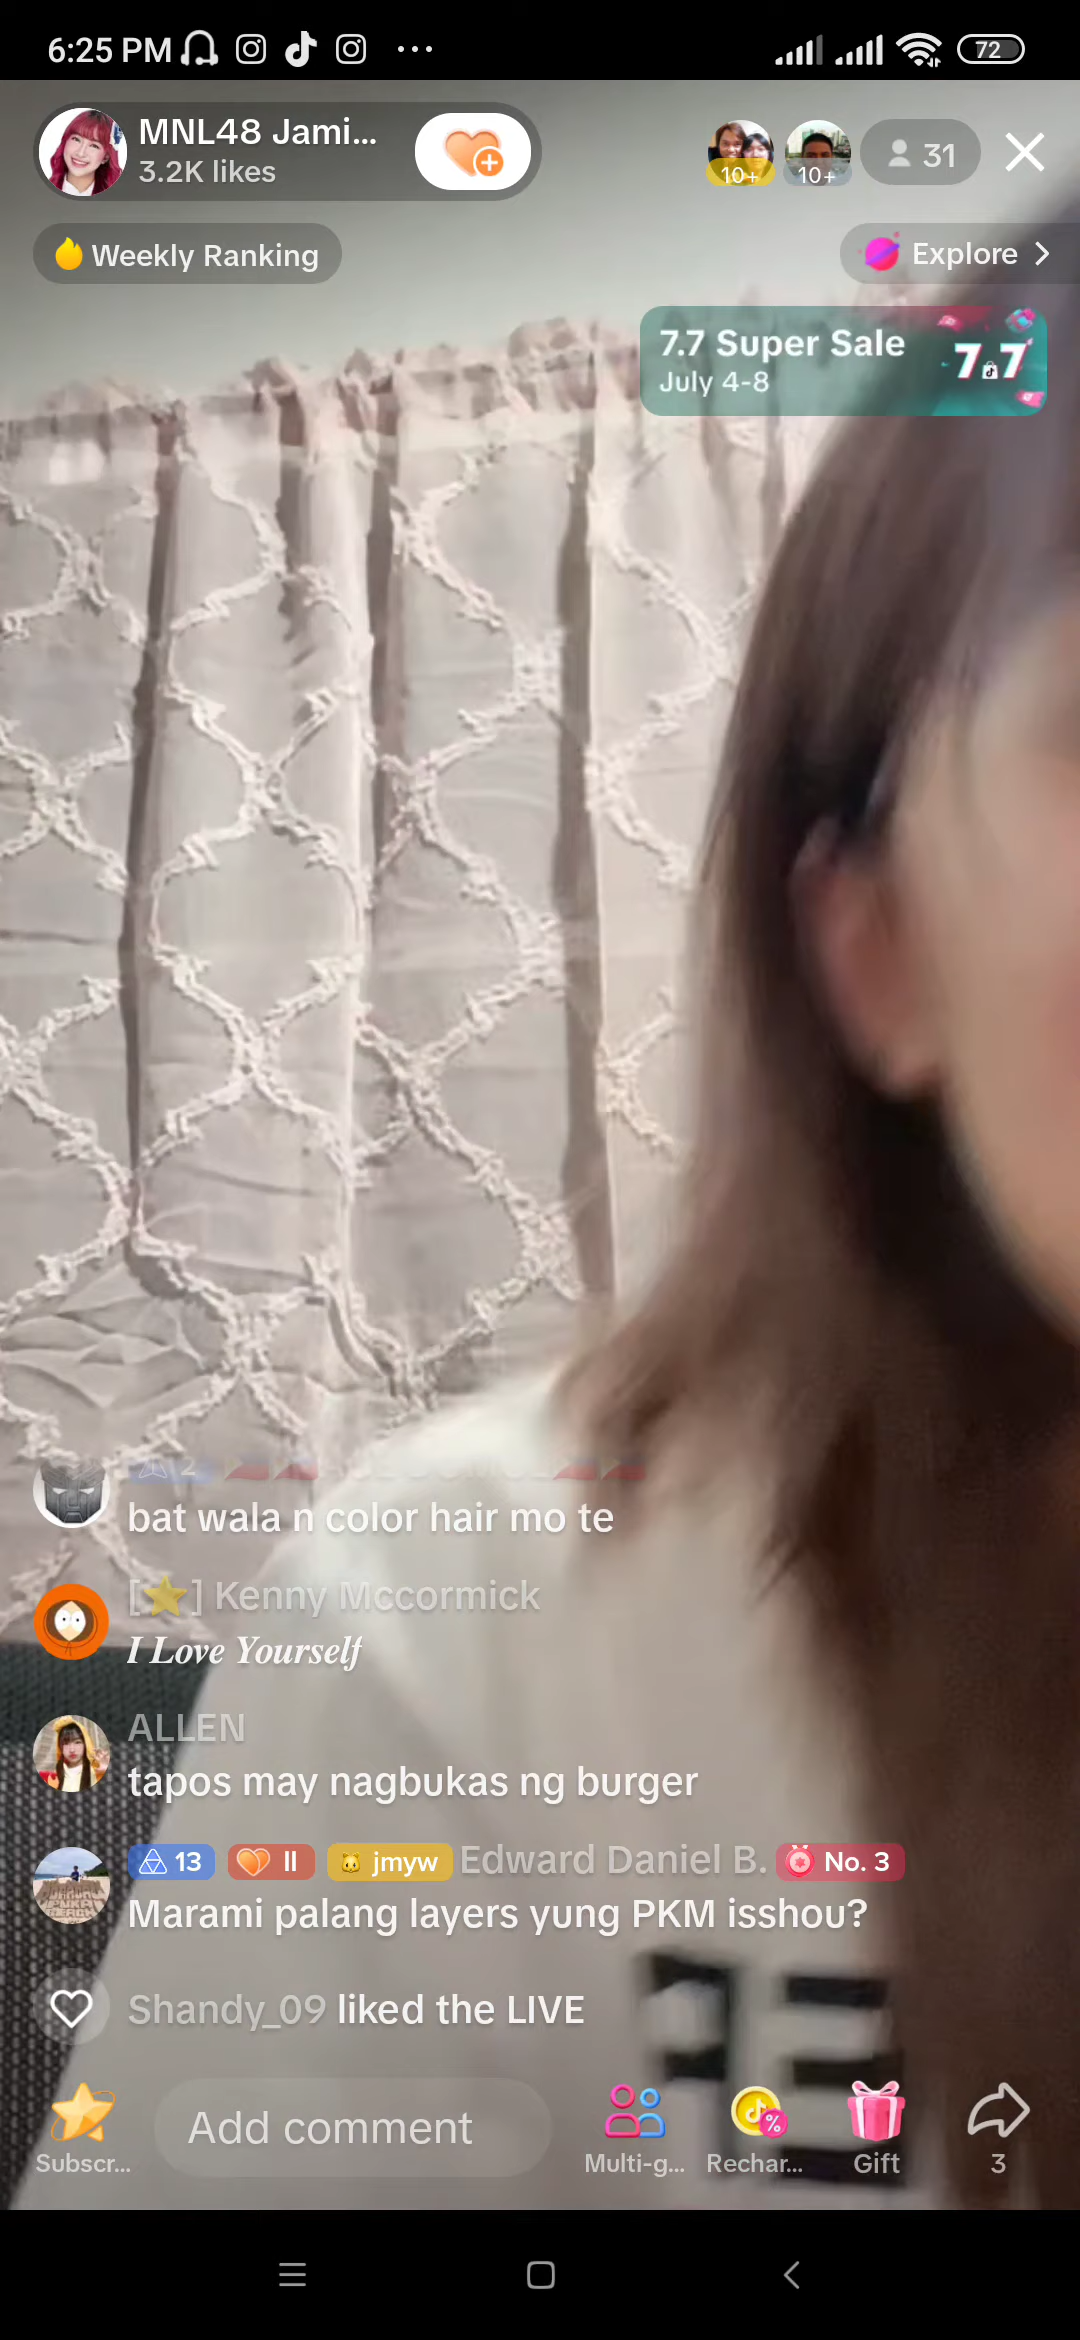 6:25 PM
72
MNL48 Jami...
3.2K likes
10+
10+
31
Weekly Ranking
Explore
7.7 Super Sale
July 4-8
7.7
2
bat wala n color hair mo te
[⭐] Kenny Mccormick
I Love Yourself
ALLEN
tapos may nagbukas ng burger
13 II jmyw Edward Daniel B. No. 3
Marami palang layers yung PKM isshou?
Shandy_09 liked the LIVE
Subscr...
Add comment
Multi-g...
Rechar...
Gift
3